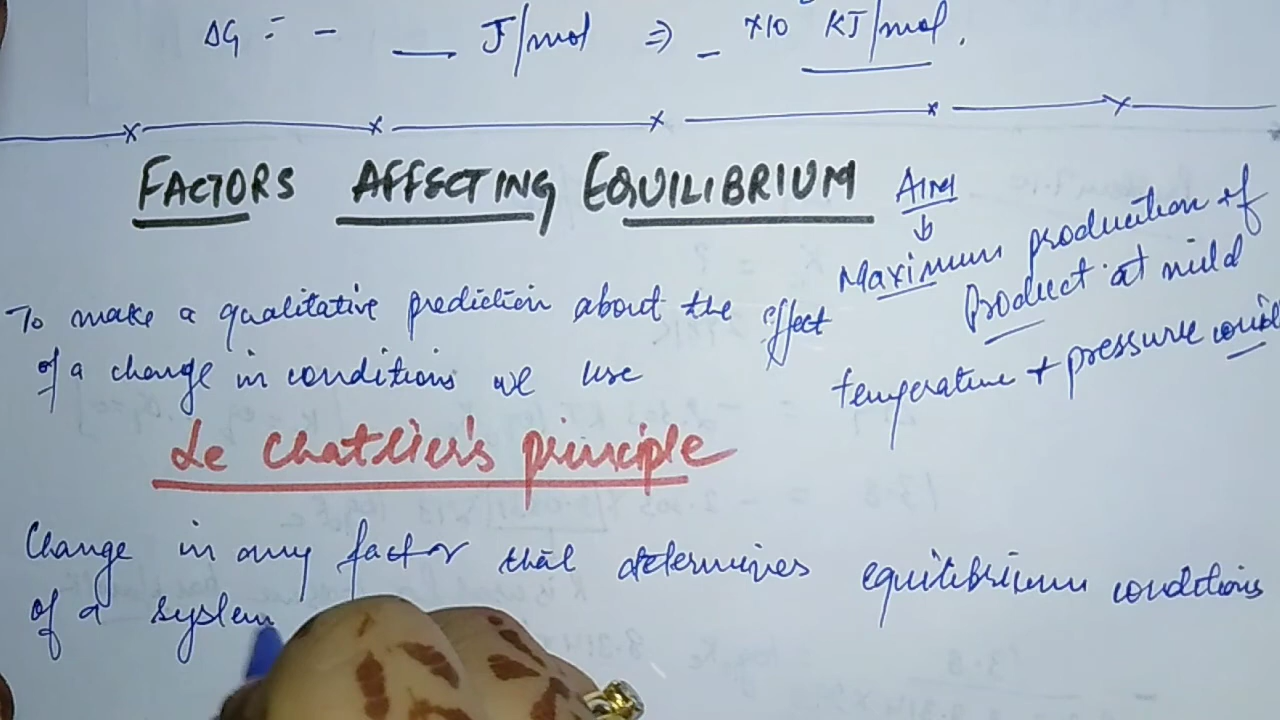 ΔG = - __ J/mol ⇒ _ ×10 KJ/mol.
FACTORS AFFECTING EQUILIBRIUM
AIM
↓
Maximum production of
product at mild
temperature + pressure
To make a qualitative prediction about the effect
of a change in conditions we use
Le Chatlier's principle
Change in any factor that determines equilibrium conditions
of a system